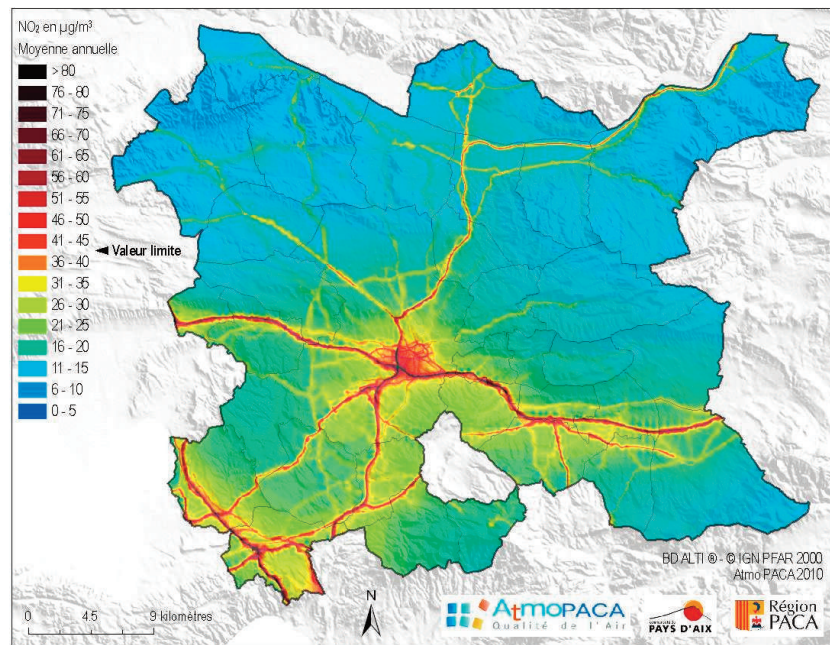 NO₂ en µg/m³
Moyenne annuelle
> 80
76 - 80
71 - 75
66 - 70
61 - 65
56 - 60
51 - 55
46 - 50
41 - 45
◄ Valeur limite
36 - 40
31 - 35
26 - 30
21 - 25
16 - 20
11 - 15
6 - 10
0 - 5
BD ALTI ® - © IGN PFAR 2000
Atmo PACA 2010
0 4.5 9 kilomètres
N
AtmoPACA
Qualité de l'Air
PAYS D'AIX
Région
PACA